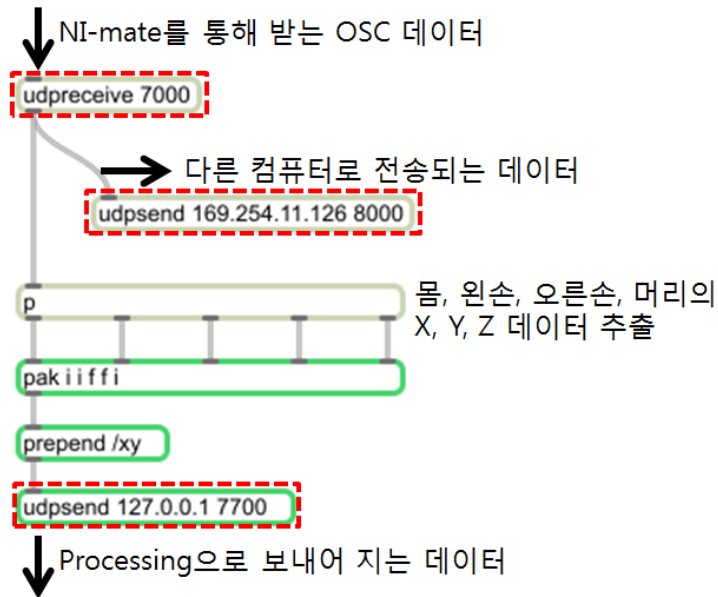 NI-mate를 통해 받는 OSC 데이터
udpreceive 7000
다른 컴퓨터로 전송되는 데이터
udpsend 169.254.11.126 8000
p
몸, 왼손, 오른손, 머리의
X, Y, Z 데이터 추출
pak i i f f i
prepend /xy
udpsend 127.0.0.1 7700
Processing으로 보내어 지는 데이터